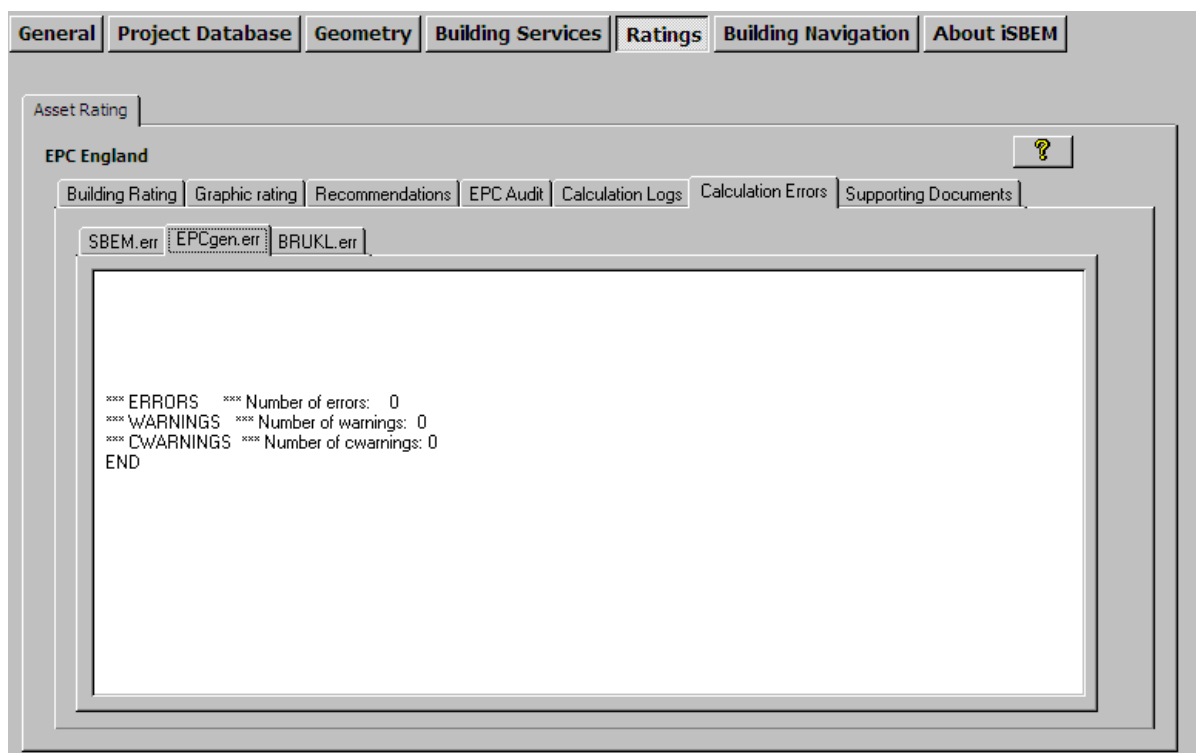 General Project Database Geometry Building Services Ratings Building Navigation About iSBEM
Asset Rating
EPC England ?
Building Rating Graphic rating Recommendations EPC Audit Calculation Logs Calculation Errors Supporting Documents
SBEM.err EPCgen.err BRUKL.err
*** ERRORS *** Number of errors: 0
*** WARNINGS *** Number of warnings: 0
*** CWARNINGS *** Number of cwarnings: 0
END